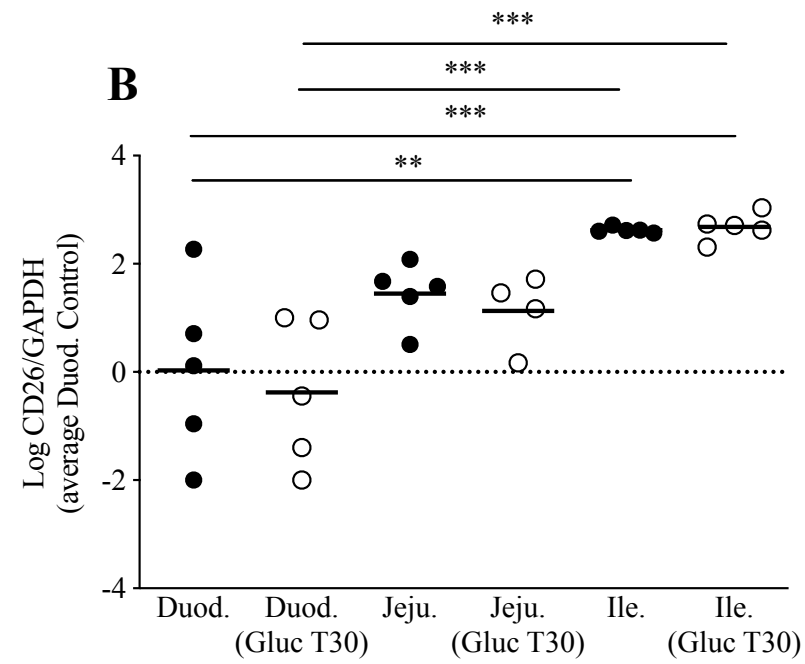 ***
B
***
***
**
4
2
0
-2
-4
Log CD26/GAPDH
(average Duod. Control)
Duod.
Duod.
(Gluc T30)
Jeju.
Jeju.
(Gluc T30)
Ile.
Ile.
(Gluc T30)